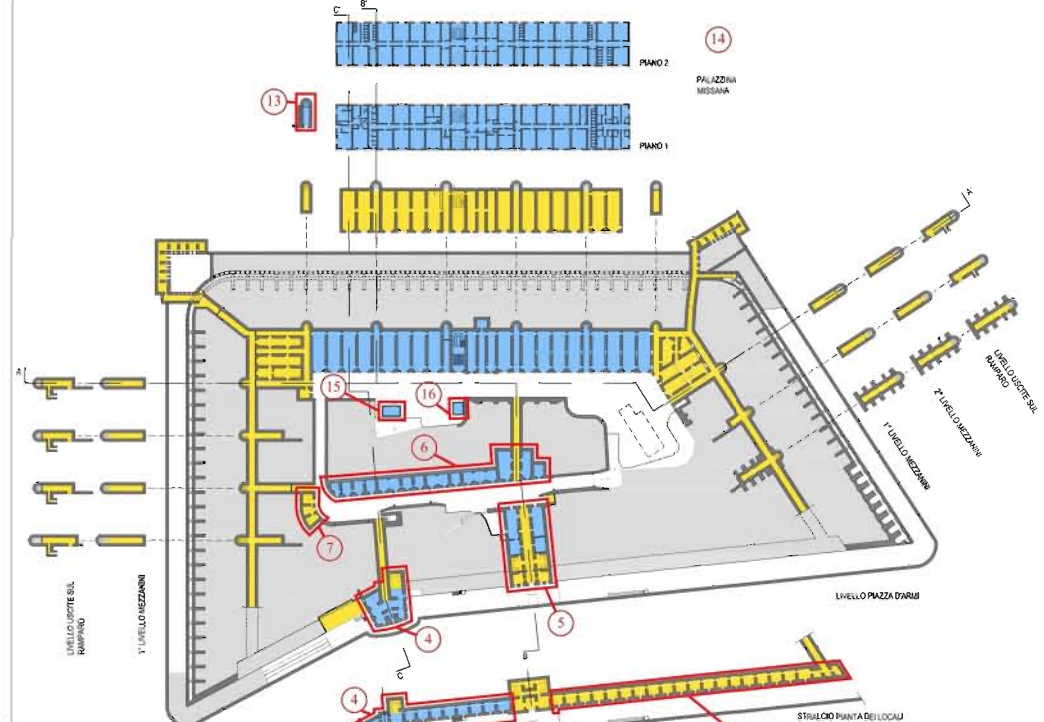 C'
B'
14
PIANO 2
PALAZZINA
MISSANA
13
PIANO 1
A'
A'
15
16
6
7
LIVELLO USCITE SUL
RAMPARO
2° LIVELLO MEZZANINI
1° LIVELLO MEZZANINI
LIVELLO USCITE SUL
RAMPARO
1° LIVELLO MEZZANINI
LIVELLO PIAZZA D'ARMI
5
4
B
C
4
STRALCIO PIANTA DEI LOCALI